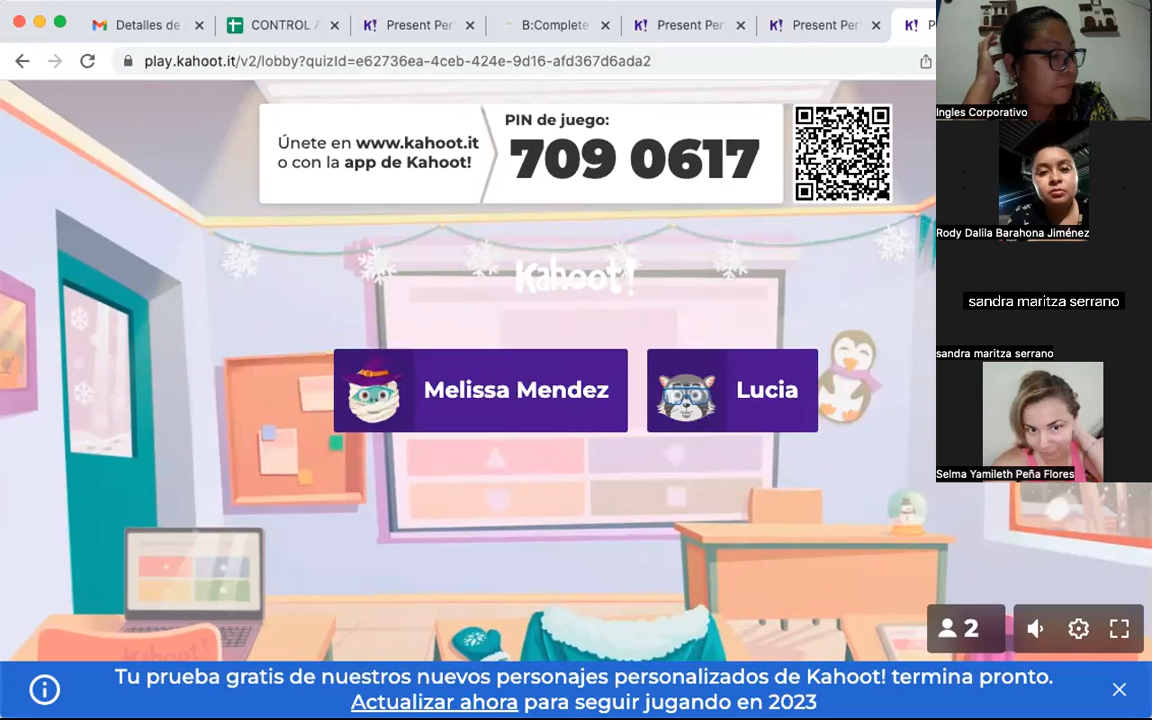 Detalles de
CONTROL A
Present Per
B:Complete
Present Per
Present Per
play.kahoot.it/v2/lobby?quizId=e62736ea-4ceb-424e-9d16-afd367d6ada2
Únete en www.kahoot.it
o con la app de Kahoot!
PIN de juego:
709 0617
Kahoot!
Melissa Mendez
Lucia
Ingles Corporativo
Rody Dalila Barahona Jiménez
sandra maritza serrano
sandra maritza serrano
Selma Yamileth Peña Flores
Kahoot!
2
Tu prueba gratis de nuestros nuevos personajes personalizados de Kahoot! termina pronto.
Actualizar ahora para seguir jugando en 2023